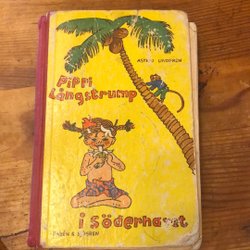 ASTRID LINDGREN
Pippi
Långstrump
i Söderhavet
RABÉN & SJÖGREN